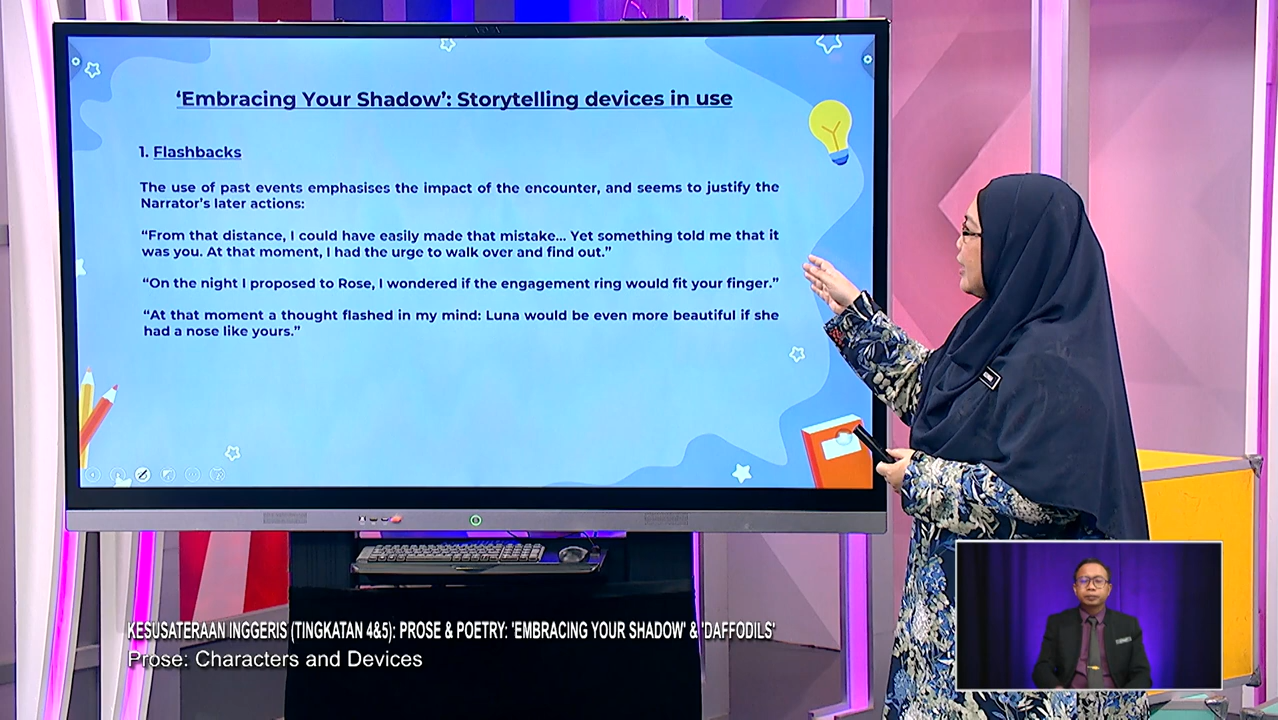 ‘Embracing Your Shadow’: Storytelling devices in use
1. Flashbacks
The use of past events emphasises the impact of the encounter, and seems to justify the
Narrator’s later actions:
“From that distance, I could have easily made that mistake... Yet something told me that it
was you. At that moment, I had the urge to walk over and find out.”
“On the night I proposed to Rose, I wondered if the engagement ring would fit your finger.”
“At that moment a thought flashed in my mind: Luna would be even more beautiful if she
had a nose like yours.”
KESUSATERAAN INGGERIS (TINGKATAN 4&5): PROSE & POETRY: 'EMBRACING YOUR SHADOW' & 'DAFFODILS'
Prose: Characters and Devices